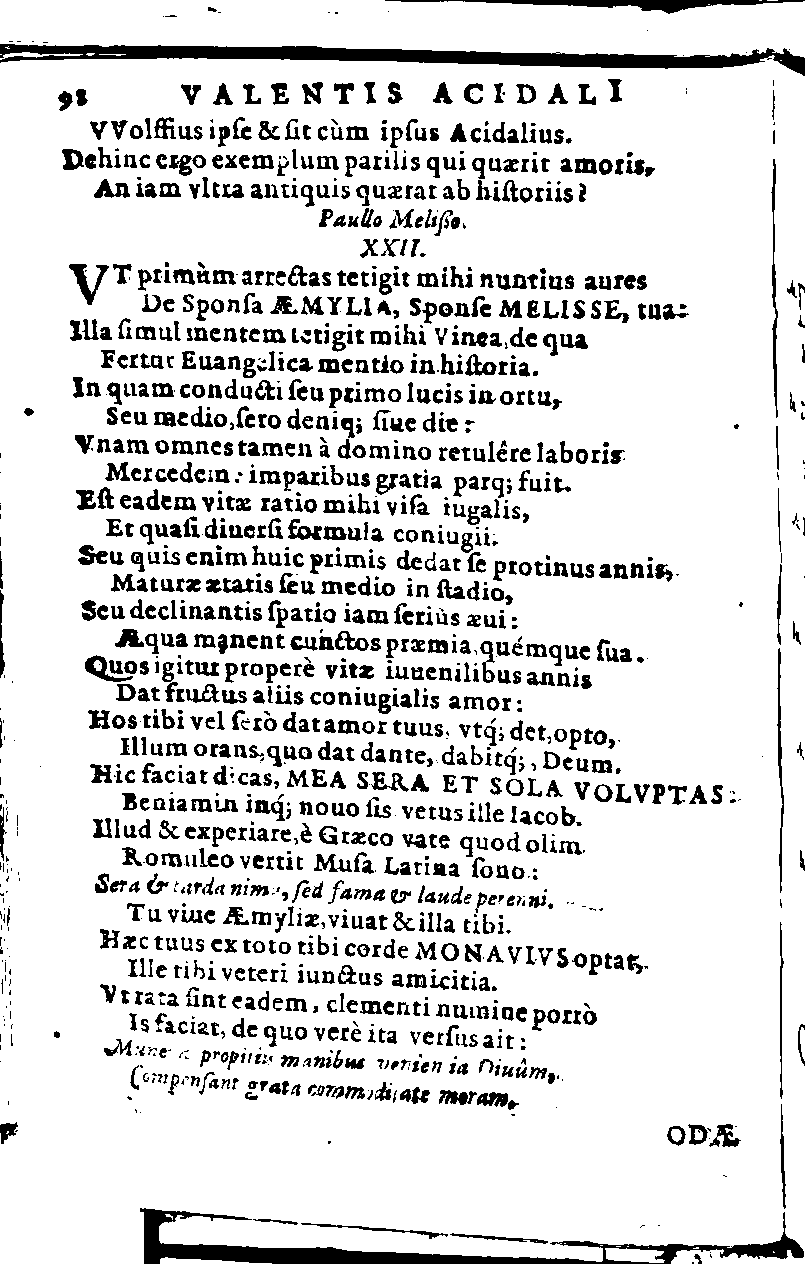 98 VALENTIS ACIDALI
VVolffius ipſe & ſit cùm ipſus Acidalius.
Dehinc ergo exemplum parilis qui quærit amoris,
An iam vltra antiquis quærat ab hiſtoriis?
Paullo Meliſſo.
XXII.
VT primùm arrectas tetigit mihi nuntius aures
De Sponſa ÆMYLIA, Sponſe MELISSE, tua:
Illa ſimul mentem tetigit mihi Vinea, de qua
Fertur Euangelica mentio in hiſtoria.
In quam conducti ſeu primo lucis in ortu,
Seu medio, ſero deniq; ſiue die:
Vnam omnes tamen à domino retulêre laboris
Mercedem: imparibus gratia parq; fuit.
Eſt eadem vitæ ratio mihi viſa iugalis,
Et quaſi diuerſi formula coniugii.
Seu quis enim huic primis dedat ſe protinus annis,
Maturæ ætatis ſeu medio in ſtadio,
Seu declinantis ſpatio iam ſeriùs æui:
Æqua manent cunctos præmia, quémque ſua.
Quos igitur properè vitæ iuuenilibus annis
Dat fructus aliis coniugialis amor:
Hos tibi vel ſerò dat amor tuus, vtq́; det, opto,
Illum orans, quo dat dante, dabitq́;, Deum.
Hic faciat dicas, MEA SERA ET SOLA VOLVPTAS:
Beniamin inq́; nouo ſis vetus ille Iacob.
Illud & experiare, è Græco vate quod olim
Romuleo vertit Muſa Latina ſono:
Sera & tarda nimis, ſed fama & laude perenni.
Tu viue Æmyliæ, viuat & illa tibi.
Hæc tuus ex toto tibi corde MONAVIVS optat,
Ille tibi veteri iunctus amicitia.
Vt rata ſint eadem, clementi numine porrò
Is faciat, de quo verè ita verſus ait:
Munera propitiis manibus venientia Diuûm,
Compenſant grata commoditate moram.
ODÆ